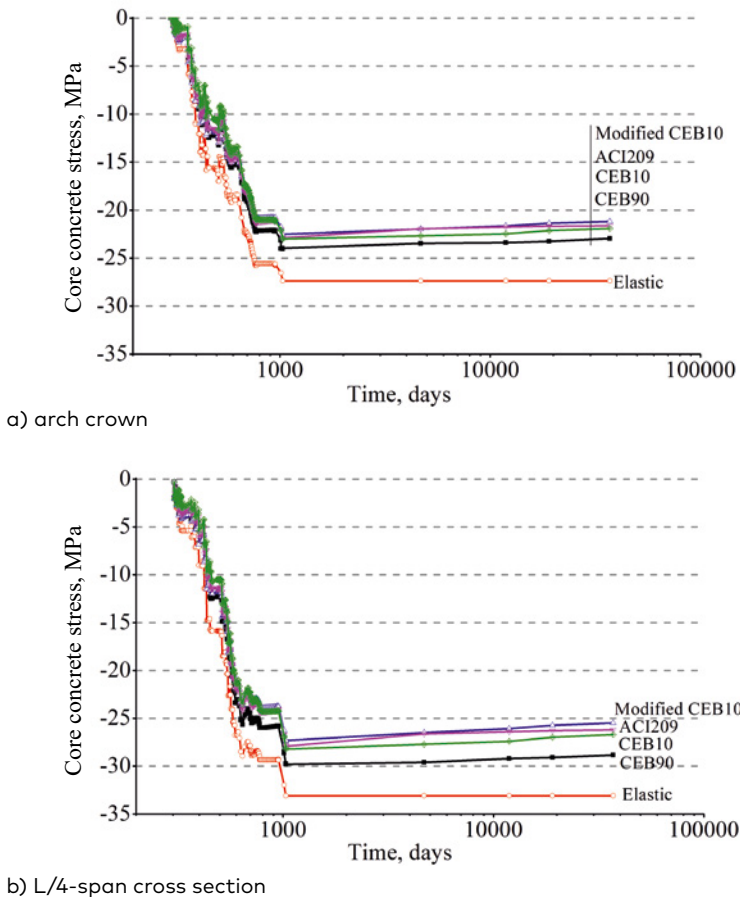 0
-5
-10
-15
-20
-25
-30
-35
Core concrete stress, MPa
Modified CEB10
ACI209
CEB10
CEB90
Elastic
1000 10000 100000
Time, days
a) arch crown
0
-5
-10
-15
-20
-25
-30
-35
Core concrete stress, MPa
Modified CEB10
ACI209
CEB10
CEB90
Elastic
1000 10000 100000
Time, days
b) L/4-span cross section